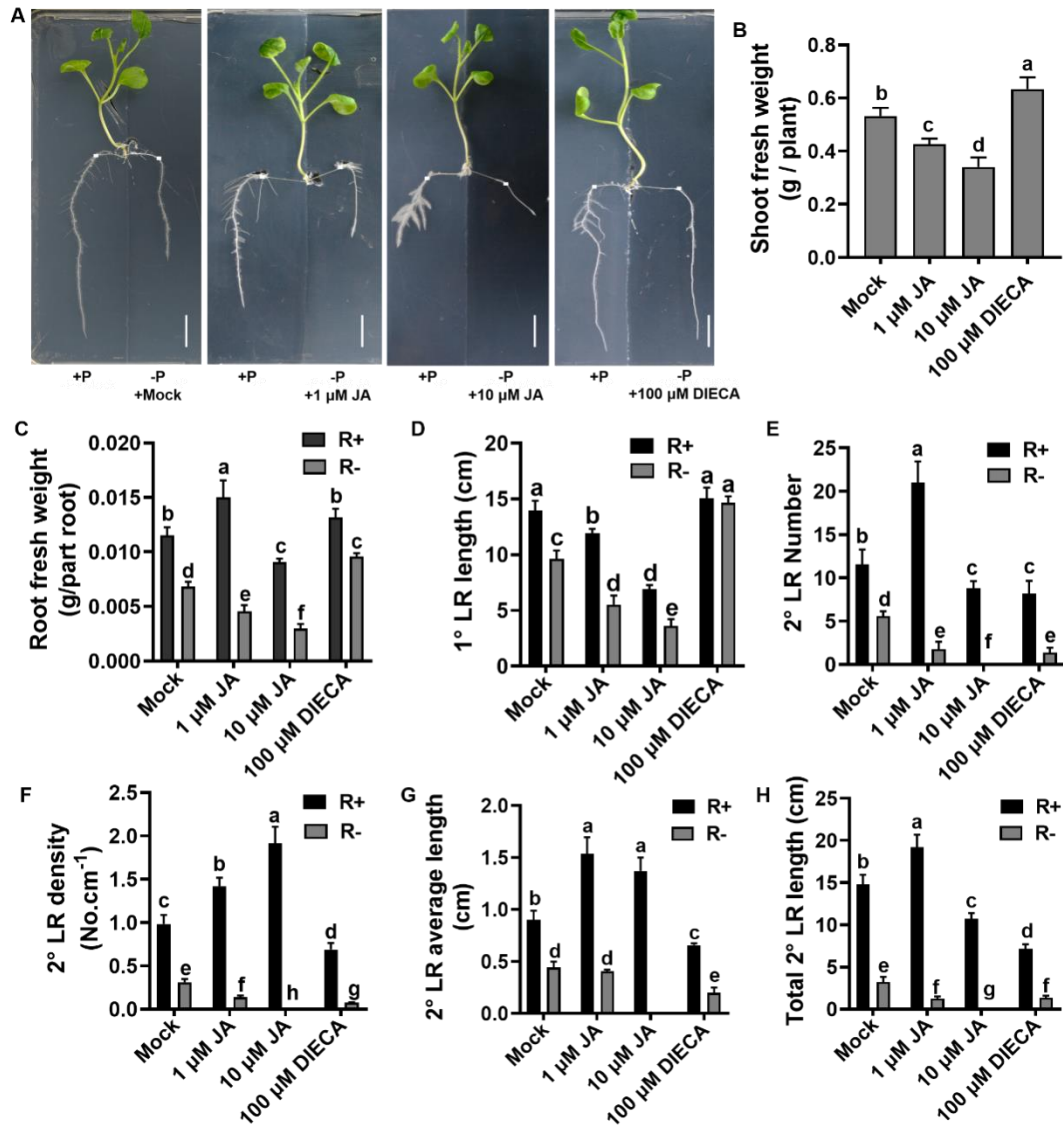 A
+P -P
+Mock
+P -P
+1 μM JA
+P -P
+10 μM JA
+P -P
+100 μM DIECA
B
Shoot fresh weight
(g / plant)
0.8
0.6
0.4
0.2
0.0
b
c
d
a
Mock
1 μM JA
10 μM JA
100 μM DIECA
C
Root fresh weight
(g/part root)
0.020
0.015
0.010
0.005
0.000
R+
R-
b
d
a
e
c
f
b
c
Mock
1 μM JA
10 μM JA
100 μM DIECA
D
1° LR length (cm)
20
15
10
5
0
R+
R-
a
c
b
d
d
e
a
a
Mock
1 μM JA
10 μM JA
100 μM DIECA
E
2° LR Number
25
20
15
10
5
0
R+
R-
b
d
a
e
c
f
c
e
Mock
1 μM JA
10 μM JA
100 μM DIECA
F
2° LR density
(No.cm-1)
2.5
2.0
1.5
1.0
0.5
0.0
R+
R-
c
e
b
f
a
h
d
g
Mock
1 μM JA
10 μM JA
100 μM DIECA
G
2° LR average length
(cm)
2.0
1.5
1.0
0.5
0.0
R+
R-
b
d
a
d
a
c
e
Mock
1 μM JA
10 μM JA
100 μM DIECA
H
Total 2° LR length (cm)
25
20
15
10
5
0
R+
R-
b
e
a
f
c
g
d
f
Mock
1 μM JA
10 μM JA
100 μM DIECA